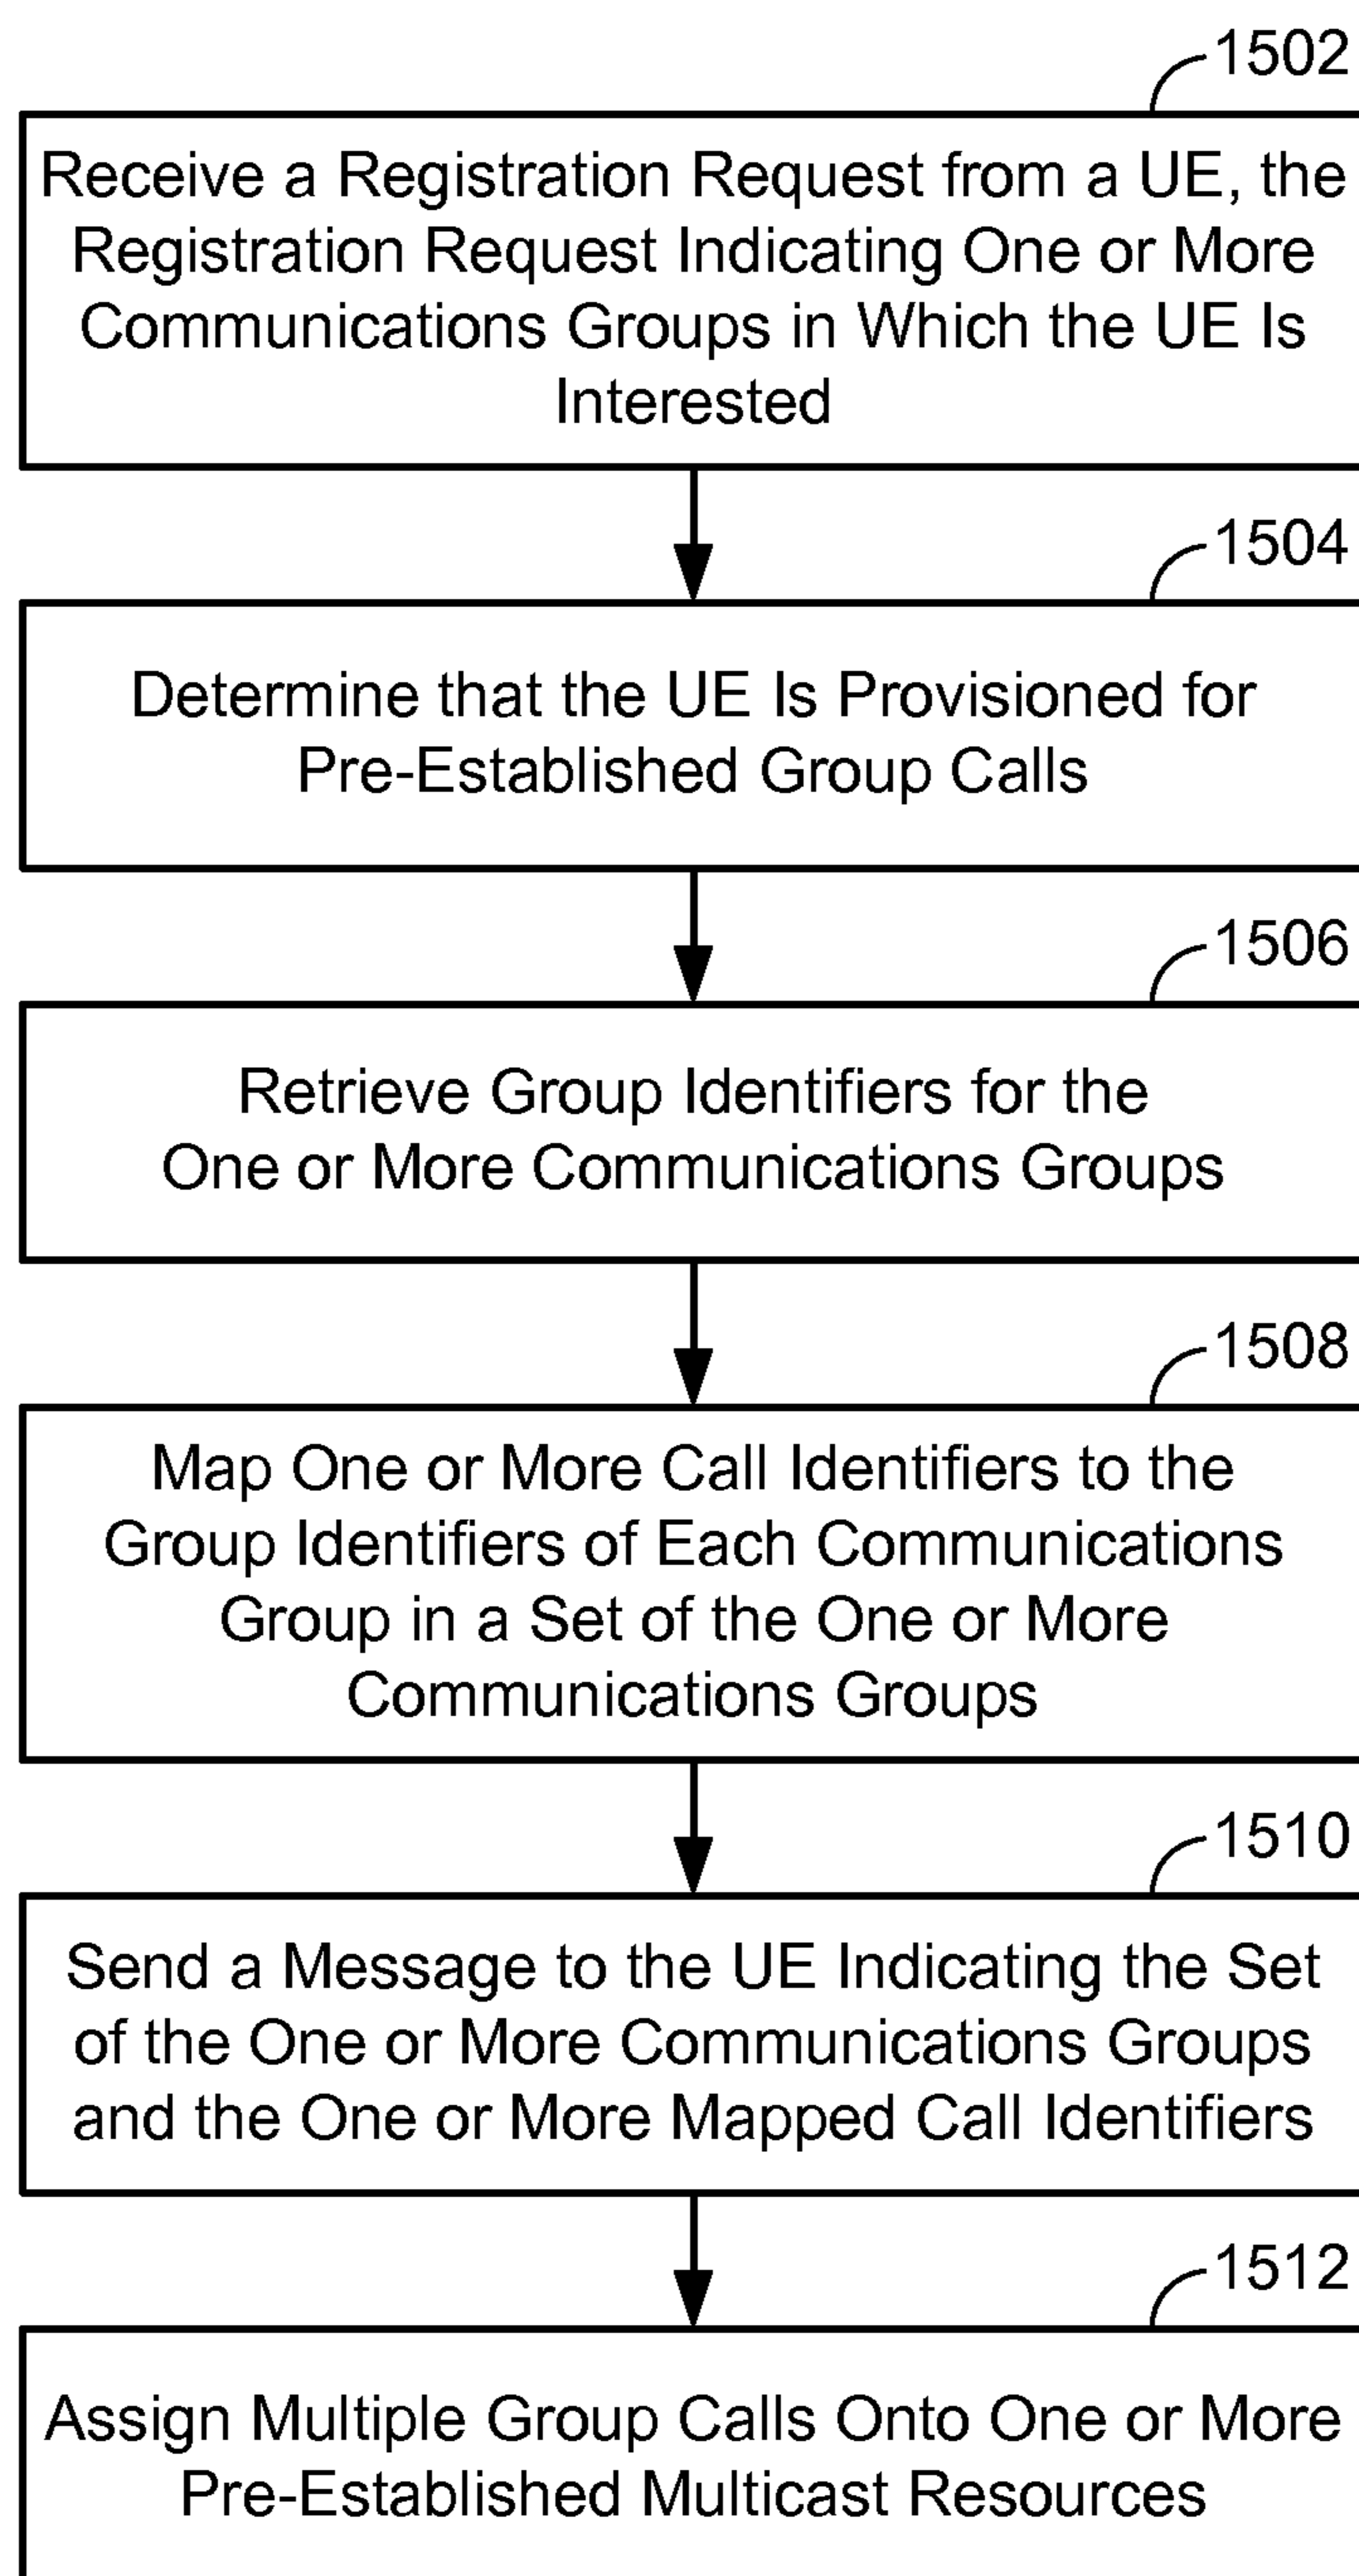 1502
Receive a Registration Request from a UE, the
Registration Request Indicating One or More
Communications Groups in Which the UE Is
Interested
1504
Determine that the UE Is Provisioned for
Pre-Established Group Calls
1506
Retrieve Group Identifiers for the
One or More Communications Groups
1508
Map One or More Call Identifiers to the
Group Identifiers of Each Communications
Group in a Set of the One or More
Communications Groups
1510
Send a Message to the UE Indicating the Set
of the One or More Communications Groups
and the One or More Mapped Call Identifiers
1512
Assign Multiple Group Calls Onto One or More
Pre-Established Multicast Resources